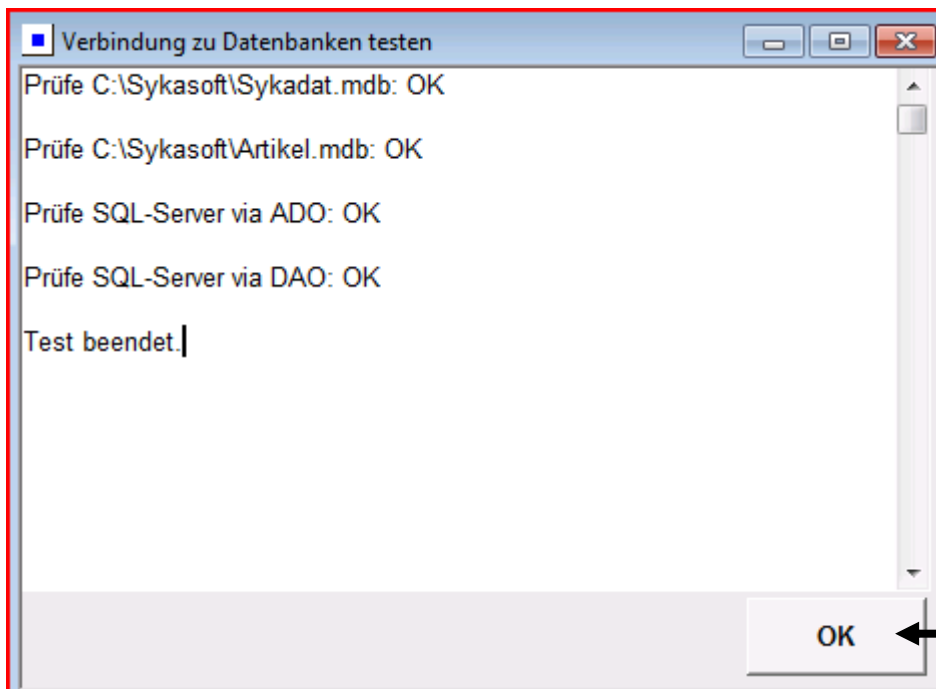 Verbindung zu Datenbanken testen
Prüfe C:\Sykasoft\Sykadat.mdb: OK
Prüfe C:\Sykasoft\Artikel.mdb: OK
Prüfe SQL-Server via ADO: OK
Prüfe SQL-Server via DAO: OK
Test beendet.
OK